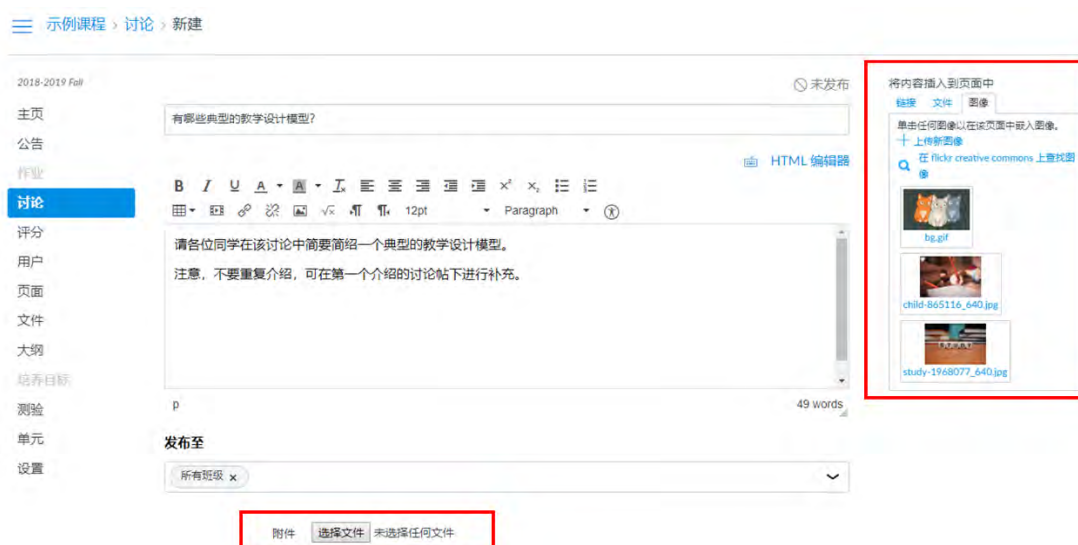 示例课程 › 讨论 › 新建
2018-2019 Fall
主页
公告
作业
讨论
评分
用户
页面
文件
大纲
培养目标
测验
单元
设置
未发布
有哪些典型的教学设计模型?
HTML 编辑器
B I U A A Tx x² x₂
√x ¶ ¶ 12pt Paragraph
请各位同学在该讨论中简要简绍一个典型的教学设计模型。
注意，不要重复介绍，可在第一个介绍的讨论帖下进行补充。
p
49 words
发布至
所有班级 x
附件 选择文件 未选择任何文件
将内容插入到页面中
链接 文件 图像
单击任何图像以在该页面中嵌入图像。
上传新图像
在 flickr creative commons 上查找图
像
bg.gif
child-865116_640.jpg
study-1968077_640.jpg